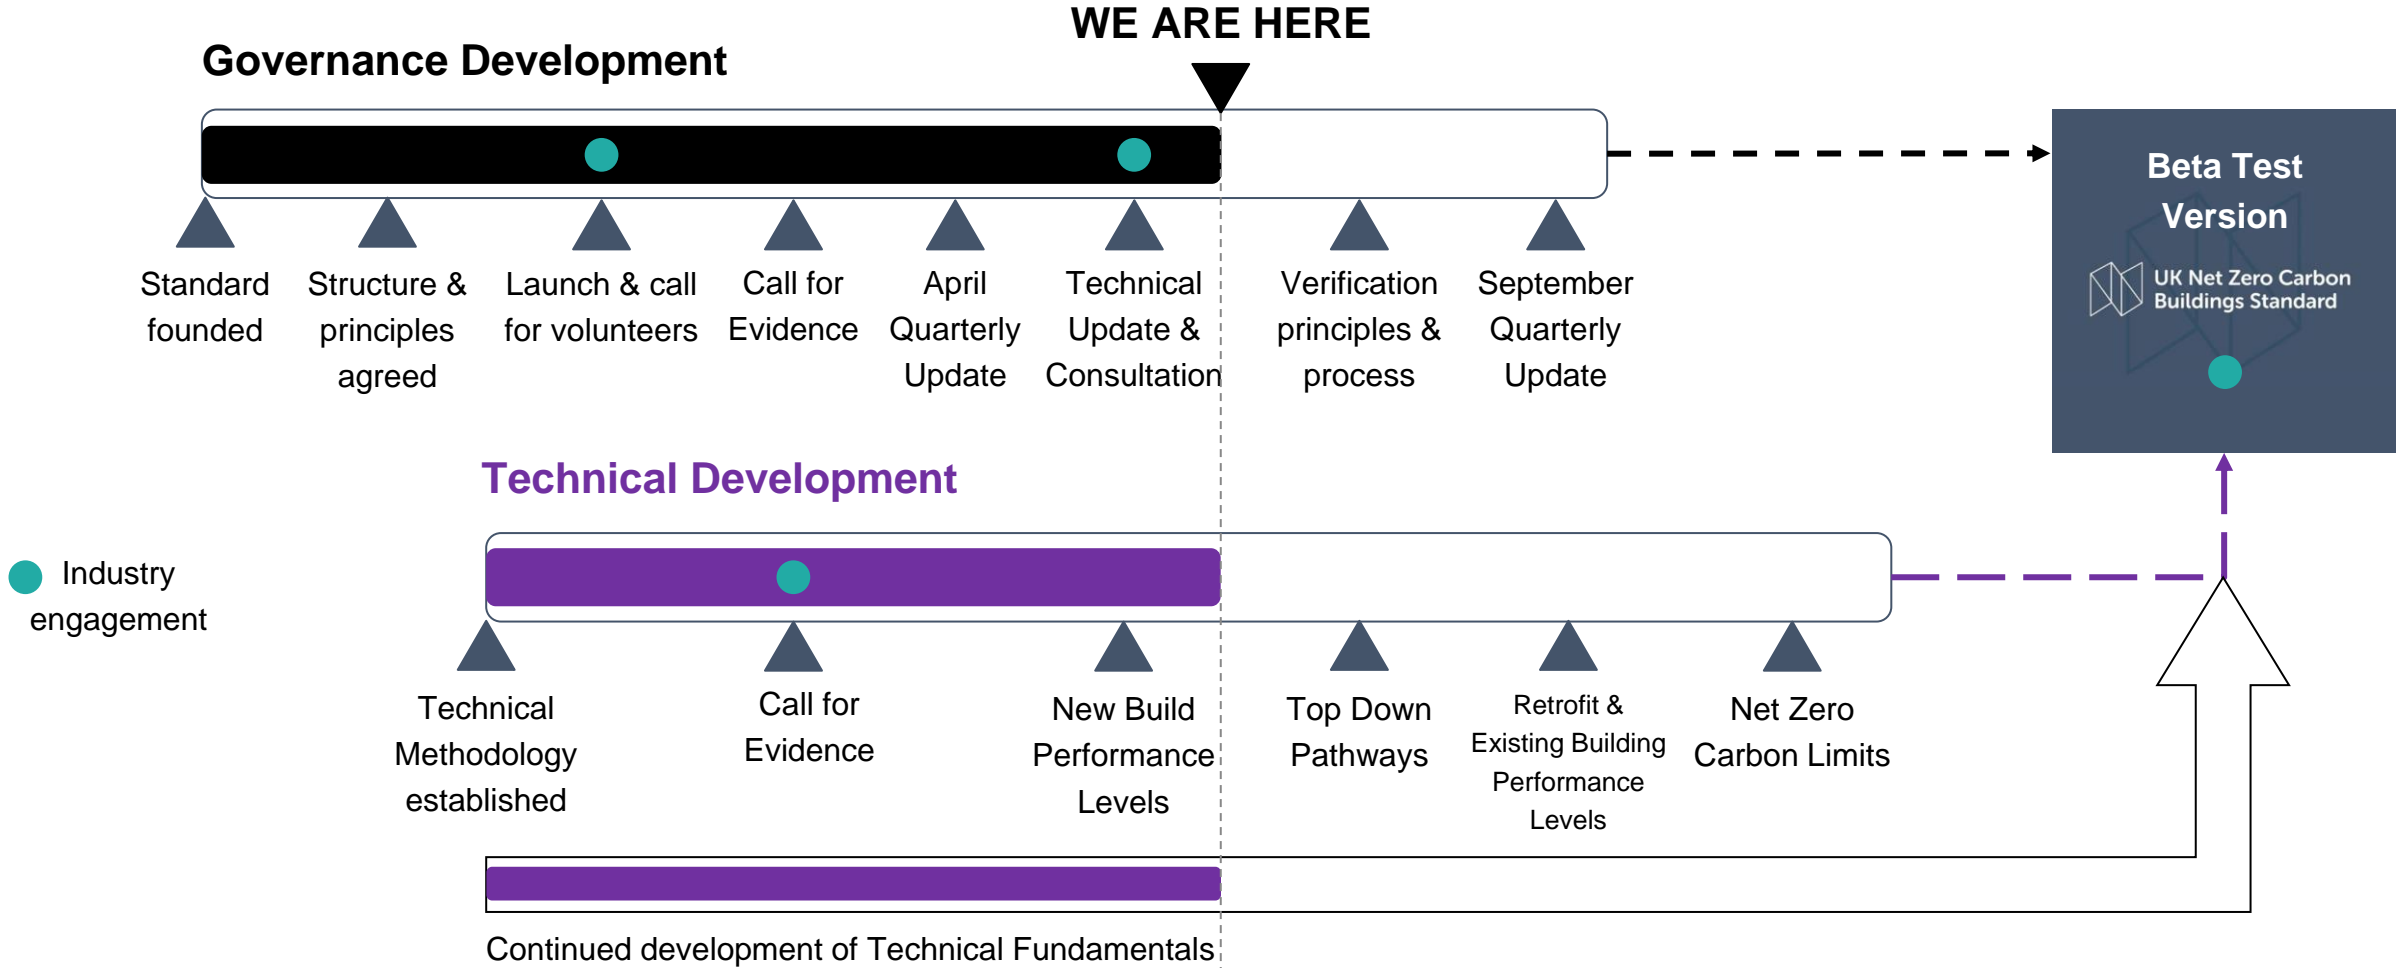 WE ARE HERE
Governance Development
Standard
founded
Structure &
principles
agreed
Launch & call
for volunteers
Call for
Evidence
April
Quarterly
Update
Technical
Update &
Consultation
Verification
principles &
process
September
Quarterly
Update
Beta Test
Version
UK Net Zero Carbon
Buildings Standard
Technical Development
Industry
engagement
Technical
Methodology
established
Call for
Evidence
New Build
Performance
Levels
Top Down
Pathways
Retrofit &
Existing Building
Performance
Levels
Net Zero
Carbon Limits
Continued development of Technical Fundamentals